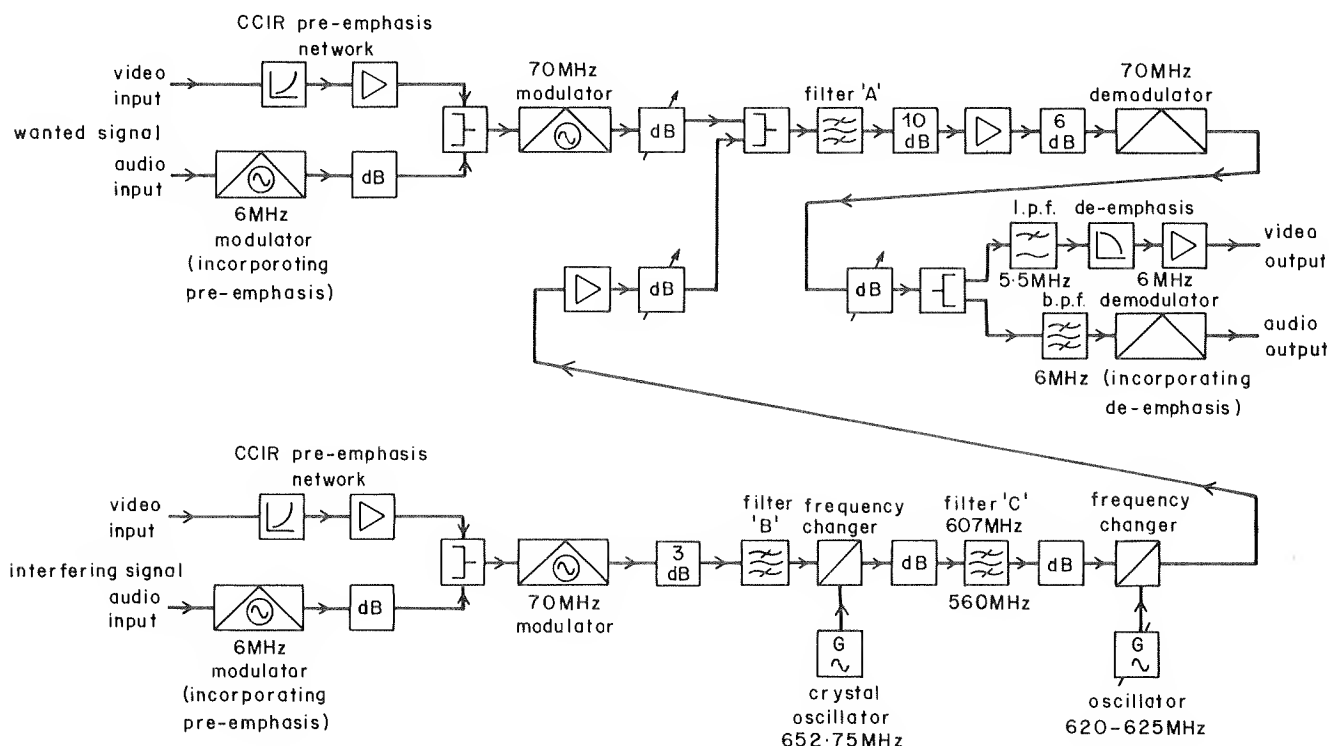 CCIR pre-emphasis
network
video
input
70MHz
modulator
filter 'A'
70MHz
demodulator
wanted signal
dB
10
dB
6
dB
audio
input
dB
6MHz
modulator
(incorporating
pre-emphasis)
l.p.f. de-emphasis
video
output
5·5MHz
6MHz
dB
dB
b.p.f. demodulator
audio
output
6MHz (incorporating
de-emphasis)
CCIR pre-emphasis
network
video
input
filter
'B'
frequency
changer
filter 'C'
607MHz
frequency
changer
interfering signal
3
dB
dB
dB
audio
input
dB
70MHz
modulator
560MHz
6MHz
modulator
(incorporating
pre-emphasis)
G
crystal
oscillator
652·75MHz
G
oscillator
620-625MHz